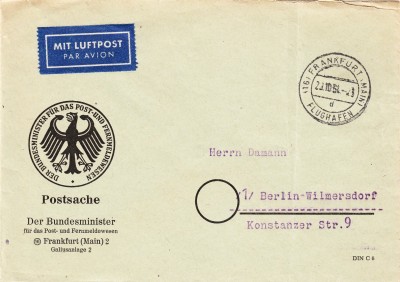 MIT LUFTPOST
PAR AVION
(16) FRANKFURT (MAIN)
FLUGHAFEN
d
DER BUNDESMINISTER FÜR DAS POST- UND FERNMELDEWESEN
Herrn Damann
Postsache
(1/ Berlin-Wilmersdorf
Konstanzer Str. 9
Der Bundesminister
für das Post- und Fernmeldewesen
Frankfurt (Main) 2
Gallusanlage 2
DIN C 6